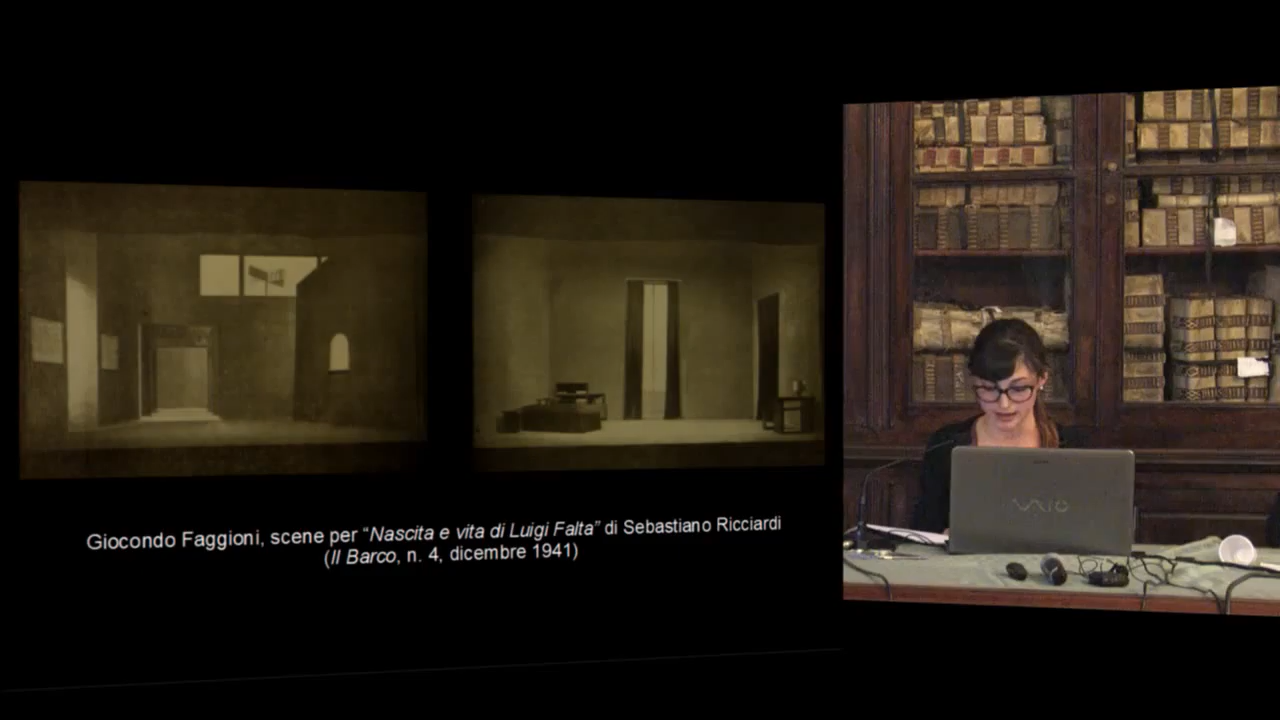 Giocondo Faggioni, scene per “Nascita e vita di Luigi Falta” di Sebastiano Ricciardi
(Il Barco, n. 4, dicembre 1941)
VAIO